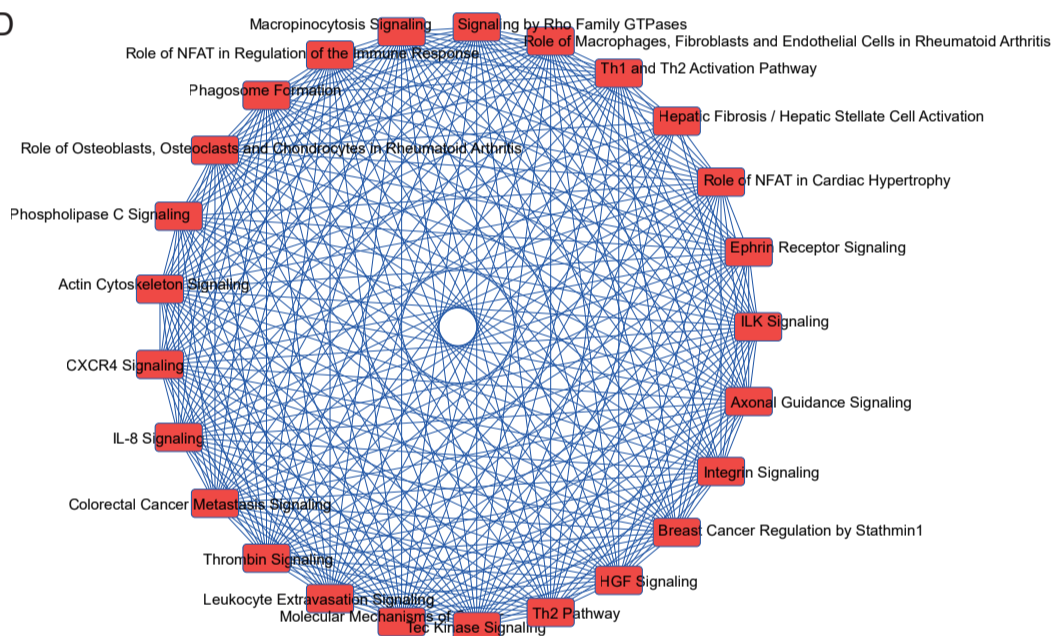 D
Macropinocytosis Signaling
Signaling by Rho Family GTPases
Role of Macrophages, Fibroblasts and Endothelial Cells in Rheumatoid Arthritis
Role of NFAT in Regulation of the Immune Response
Th1 and Th2 Activation Pathway
Phagosome Formation
Hepatic Fibrosis / Hepatic Stellate Cell Activation
Role of Osteoblasts, Osteoclasts and Chondrocytes in Rheumatoid Arthritis
Role of NFAT in Cardiac Hypertrophy
Phospholipase C Signaling
Ephrin Receptor Signaling
Actin Cytoskeleton Signaling
ILK Signaling
CXCR4 Signaling
Axonal Guidance Signaling
IL-8 Signaling
Integrin Signaling
Colorectal Cancer Metastasis Signaling
Breast Cancer Regulation by Stathmin1
Thrombin Signaling
HGF Signaling
Leukocyte Extravasation Signaling
Th2 Pathway
Molecular Mechanisms of
Tec Kinase Signaling